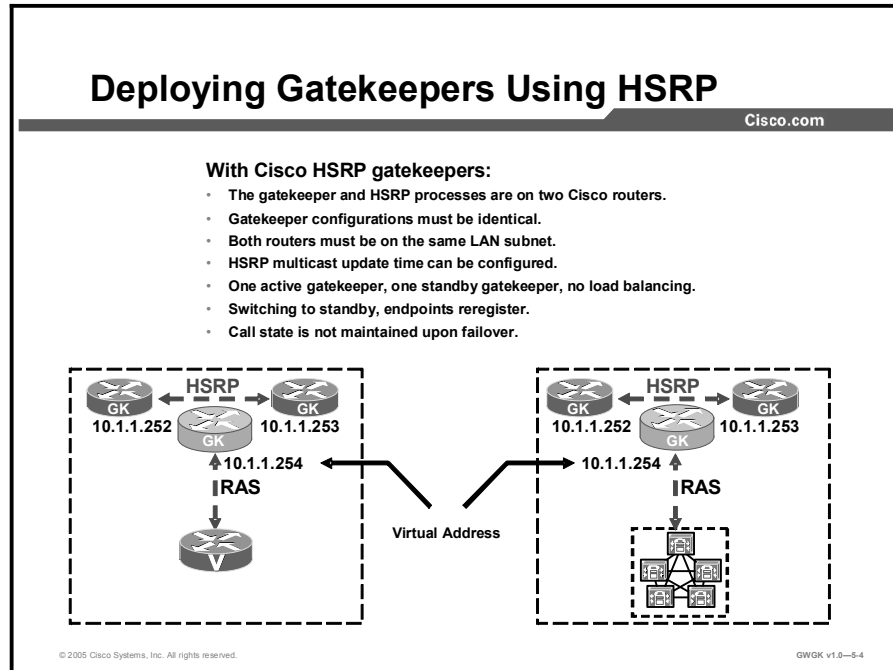 Deploying Gatekeepers Using HSRP
Cisco.com
With Cisco HSRP gatekeepers:
• The gatekeeper and HSRP processes are on two Cisco routers.
• Gatekeeper configurations must be identical.
• Both routers must be on the same LAN subnet.
• HSRP multicast update time can be configured.
• One active gatekeeper, one standby gatekeeper, no load balancing.
• Switching to standby, endpoints reregister.
• Call state is not maintained upon failover.
HSRP
GK
GK
10.1.1.252
10.1.1.253
GK
10.1.1.254
RAS
V
Virtual Address
HSRP
GK
GK
10.1.1.252
10.1.1.253
GK
10.1.1.254
RAS
© 2005 Cisco Systems, Inc. All rights reserved.
GWGK v1.0—5-4